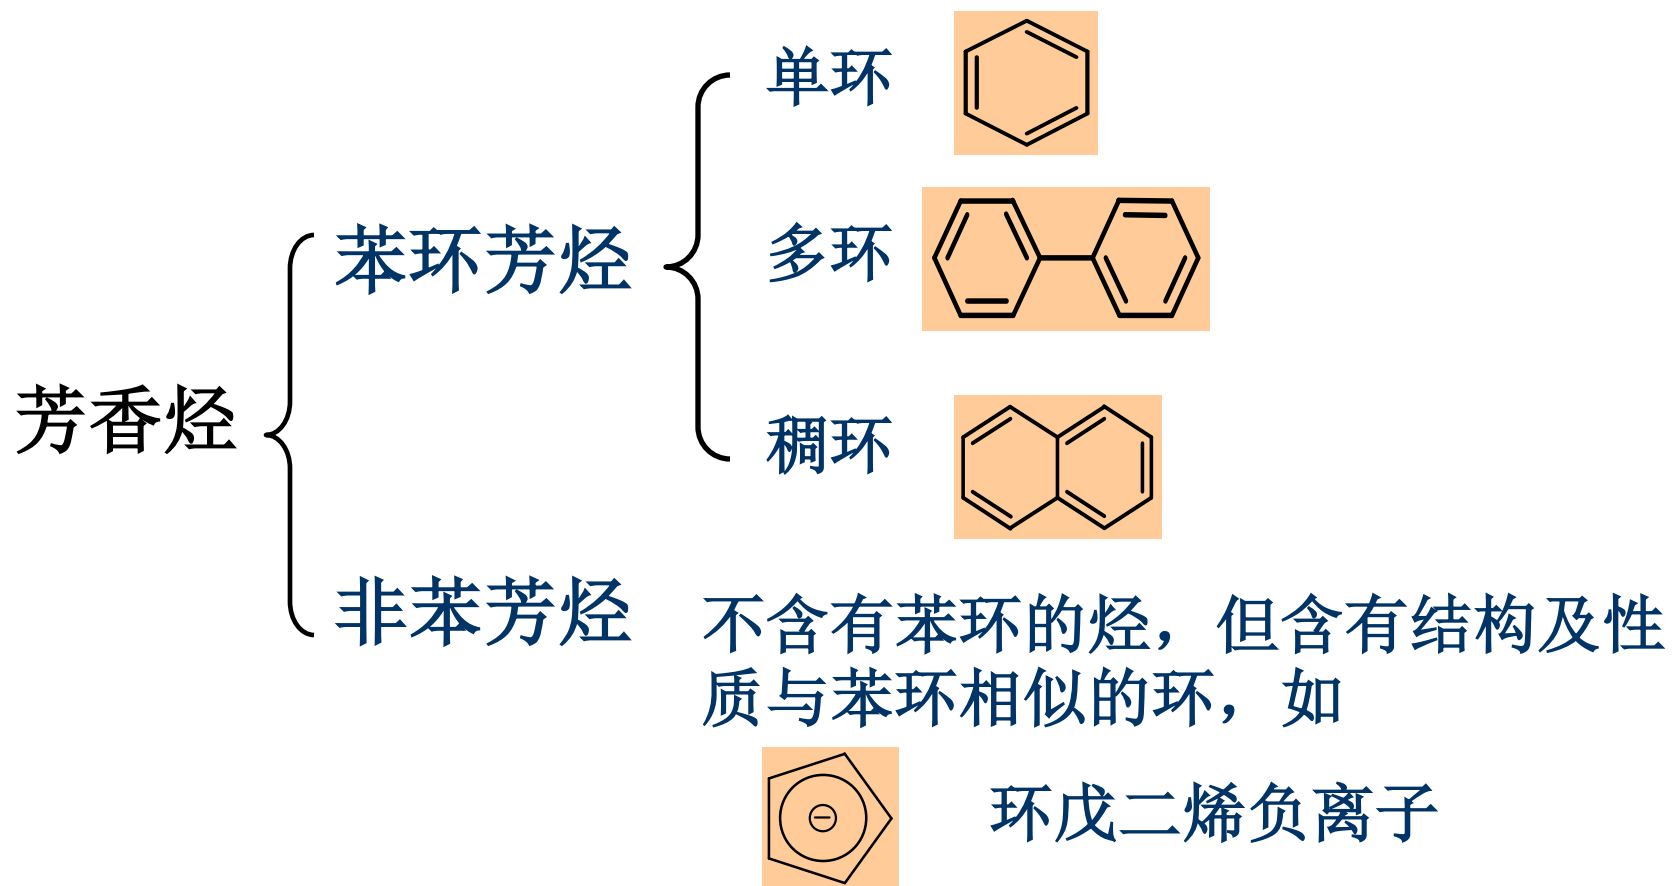 单环
多环
苯环芳烃
稠环
芳香烃
非苯芳烃
不含有苯环的烃，但含有结构及性
质与苯环相似的环，如
环戊二烯负离子